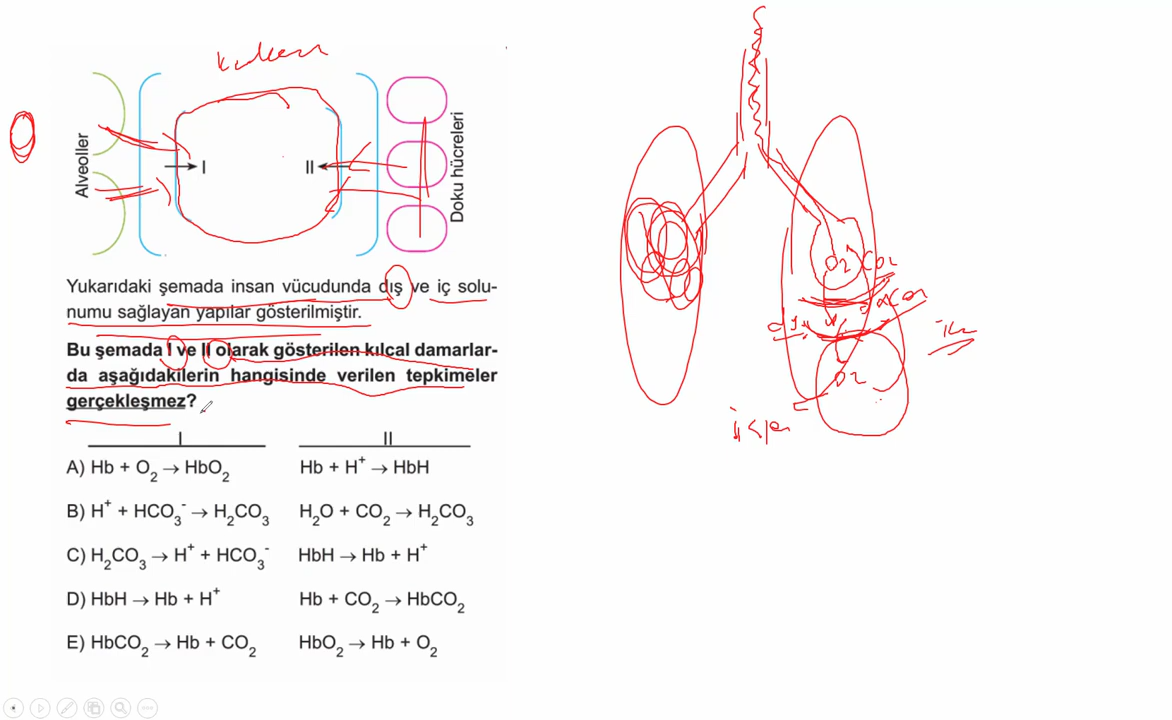 Alveoller
I
II
Doku hücreleri
Yukarıdaki şemada insan vücudunda dış ve iç solu-
numu sağlayan yapılar gösterilmiştir.
Bu şemada I ve II olarak gösterilen kılcal damarlar-
da aşağıdakilerin hangisinde verilen tepkimeler
gerçekleşmez?
I II
A) Hb + O₂ → HbO₂ Hb + H⁺ → HbH
B) H⁺ + HCO₃⁻ → H₂CO₃ H₂O + CO₂ → H₂CO₃
C) H₂CO₃ → H⁺ + HCO₃⁻ HbH → Hb + H⁺
D) HbH → Hb + H⁺ Hb + CO₂ → HbCO₂
E) HbCO₂ → Hb + CO₂ HbO₂ → Hb + O₂
O₂ CO₂
O₂